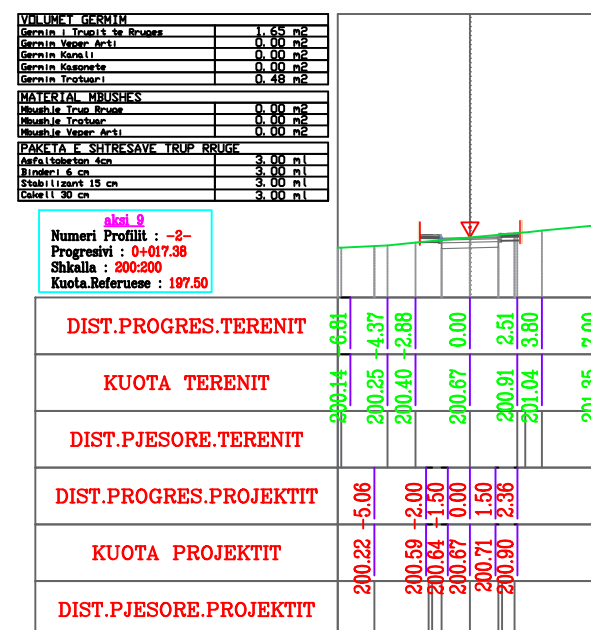 VOLUMET GERMIM
Germim i Trupit te Rruges 1.65 m2
Germim Veper Arti 0.00 m2
Germim Kanali 0.00 m2
Germim Kasonete 0.00 m2
Germim Trotuari 0.48 m2
MATERIAL MBUSHES
Mbushje Trup Rruge 0.00 m2
Mbushje Trotuar 0.00 m2
Mbushje Veper Arti 0.00 m2
PAKETA E SHTRESAVE TRUP RRUGE
Asfaltobeton 4cm 3.00 ml
Binderi 6 cm 3.00 ml
Stabilizant 15 cm 3.00 ml
Cakell 30 cm 3.00 ml
aksi 9
Numeri Profilit : -2-
Progresivi : 0+017.38
Shkalla : 200:200
Kuota.Referuese : 197.50
DIST.PROGRES.TERENIT -6.81 -4.37 -2.88 0.00 2.51 3.80 7.00
KUOTA TERENIT 200.14 200.25 200.40 200.67 200.91 201.04 201.35
DIST.PJESORE.TERENIT
DIST.PROGRES.PROJEKTIT -5.06 -2.00 -1.50 0.00 1.50 2.36
KUOTA PROJEKTIT 200.22 200.59 200.64 200.67 200.71 200.90
DIST.PJESORE.PROJEKTIT